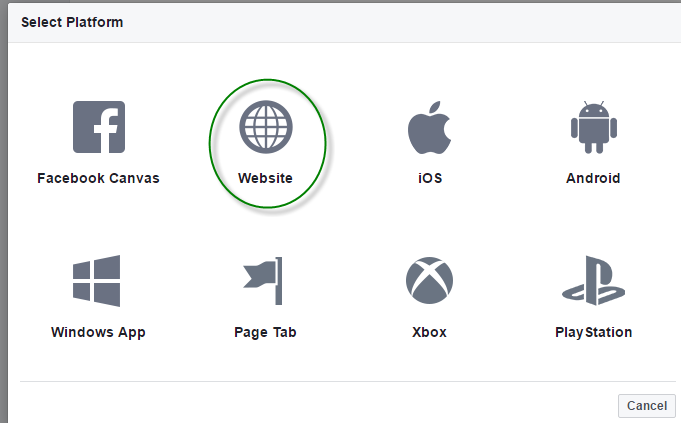 Select Platform
Facebook Canvas
Website
iOS
Android
Windows App
Page Tab
Xbox
PlayStation
Cancel